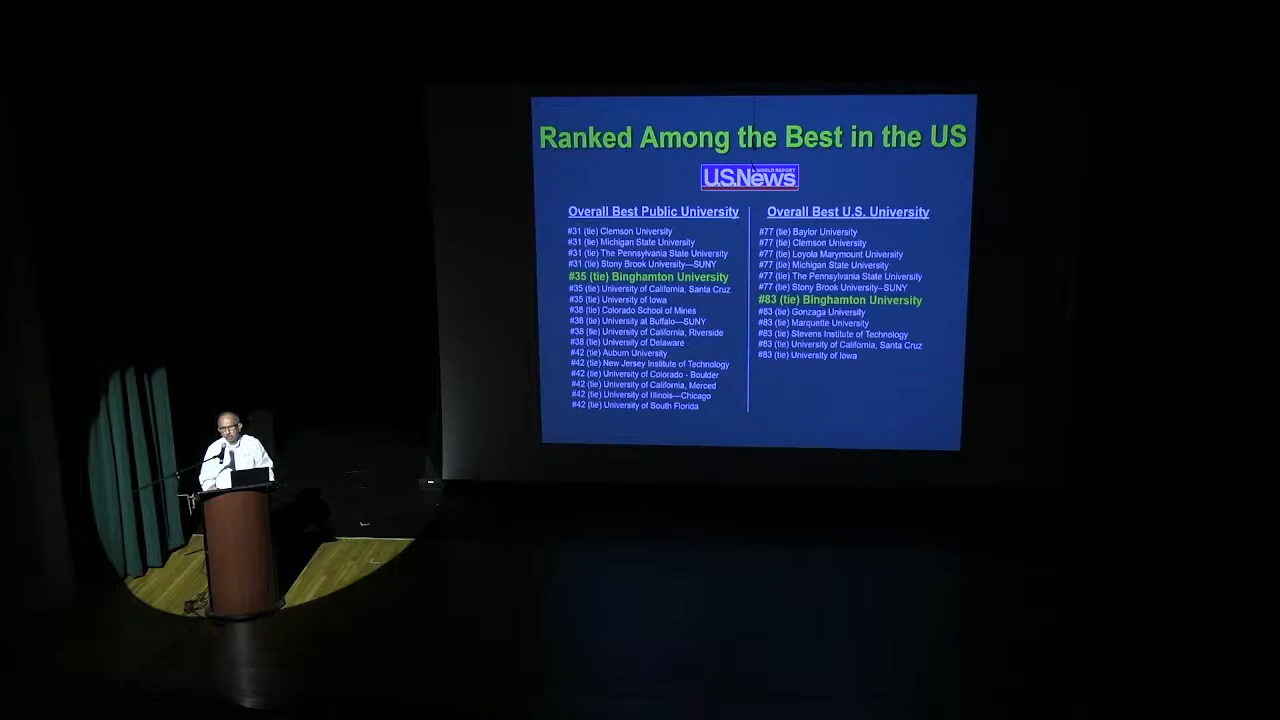 Ranked Among the Best in the US
U.S.News
& WORLD REPORT
Overall Best Public University
#31 (tie) Clemson University
#31 (tie) Michigan State University
#31 (tie) The Pennsylvania State University
#31 (tie) Stony Brook University—SUNY
#35 (tie) Binghamton University
#35 (tie) University of California, Santa Cruz
#35 (tie) University of Iowa
#38 (tie) Colorado School of Mines
#38 (tie) University at Buffalo—SUNY
#38 (tie) University of California, Riverside
#38 (tie) University of Delaware
#42 (tie) Auburn University
#42 (tie) New Jersey Institute of Technology
#42 (tie) University of Colorado - Boulder
#42 (tie) University of California, Merced
#42 (tie) University of Illinois—Chicago
#42 (tie) University of South Florida
Overall Best U.S. University
#77 (tie) Baylor University
#77 (tie) Clemson University
#77 (tie) Loyola Marymount University
#77 (tie) Michigan State University
#77 (tie) The Pennsylvania State University
#77 (tie) Stony Brook University--SUNY
#83 (tie) Binghamton University
#83 (tie) Gonzaga University
#83 (tie) Marquette University
#83 (tie) Stevens Institute of Technology
#83 (tie) University of California, Santa Cruz
#83 (tie) University of Iowa